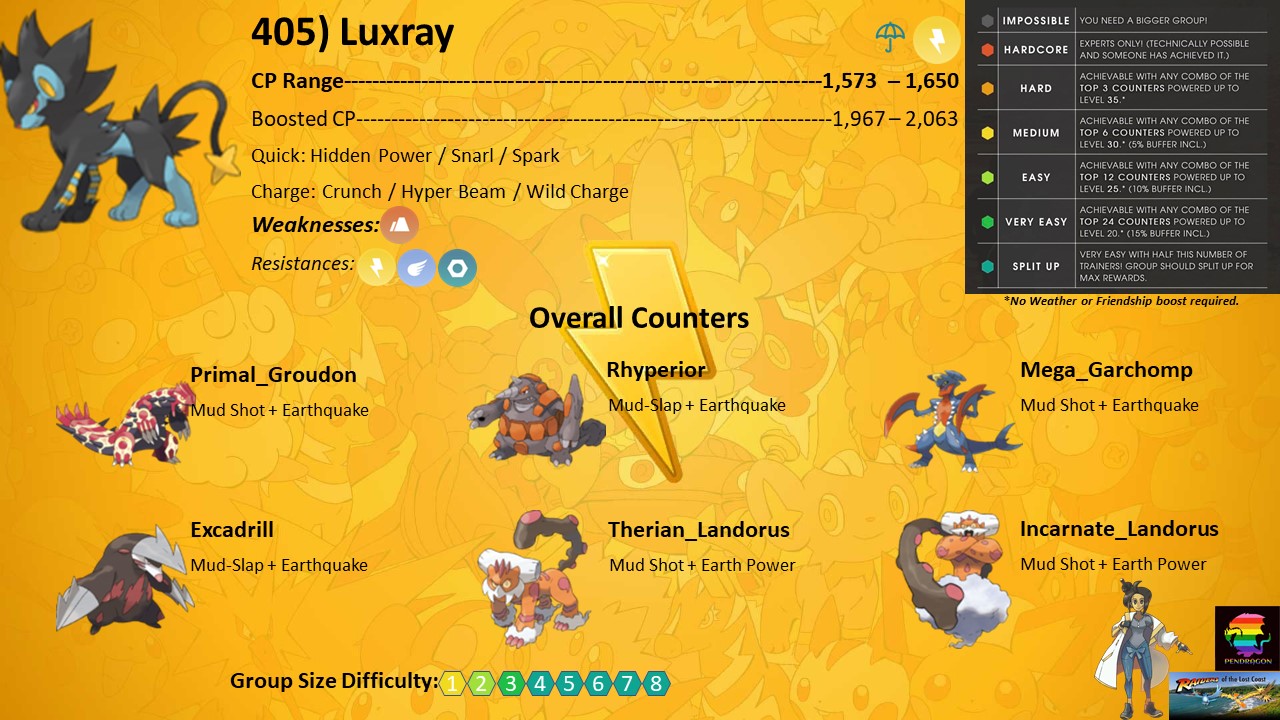 405) Luxray
CP Range--------------------------------------------------------------------1,573 – 1,650
Boosted CP--------------------------------------------------------------------1,967 – 2,063
Quick: Hidden Power / Snarl / Spark
Charge: Crunch / Hyper Beam / Wild Charge
Weaknesses:
Resistances:
IMPOSSIBLE YOU NEED A BIGGER GROUP!
HARDCORE EXPERTS ONLY! (TECHNICALLY POSSIBLE
AND SOMEONE HAS ACHIEVED IT.)
HARD ACHIEVABLE WITH ANY COMBO OF THE
TOP 3 COUNTERS POWERED UP TO
LEVEL 35.*
MEDIUM ACHIEVABLE WITH ANY COMBO OF THE
TOP 6 COUNTERS POWERED UP TO
LEVEL 30.* (5% BUFFER INCL.)
EASY ACHIEVABLE WITH ANY COMBO OF THE
TOP 12 COUNTERS POWERED UP TO
LEVEL 25.* (10% BUFFER INCL.)
VERY EASY ACHIEVABLE WITH ANY COMBO OF THE
TOP 24 COUNTERS POWERED UP TO
LEVEL 20.* (15% BUFFER INCL.)
SPLIT UP VERY EASY WITH HALF THIS NUMBER OF
TRAINERS! GROUP SHOULD SPLIT UP FOR
MAX REWARDS.
*No Weather or Friendship boost required.
Overall Counters
Primal_Groudon
Mud Shot + Earthquake
Rhyperior
Mud-Slap + Earthquake
Mega_Garchomp
Mud Shot + Earthquake
Excadrill
Mud-Slap + Earthquake
Therian_Landorus
Mud Shot + Earth Power
Incarnate_Landorus
Mud Shot + Earth Power
Group Size Difficulty: 1 2 3 4 5 6 7 8
PENDRAGON
RAIDERS of the Lost Coast